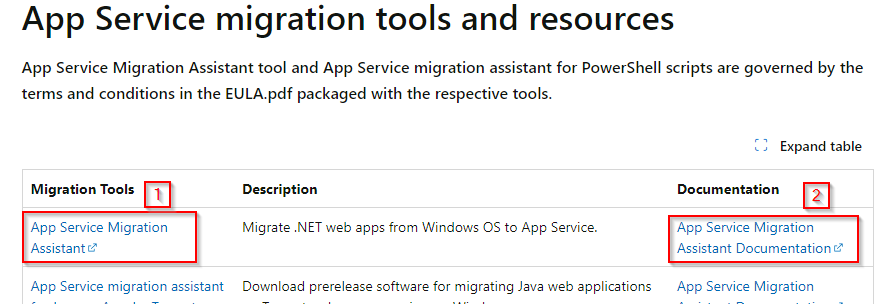 App Service migration tools and resources
App Service Migration Assistant tool and App Service migration assistant for PowerShell scripts are governed by the
terms and conditions in the EULA.pdf packaged with the respective tools.
Expand table
Migration Tools 1 Description Documentation 2
App Service Migration Migrate .NET web apps from Windows OS to App Service. App Service Migration
Assistant Assistant Documentation
App Service migration assistant Download prerelease software for migrating Java web applications App Service Migration